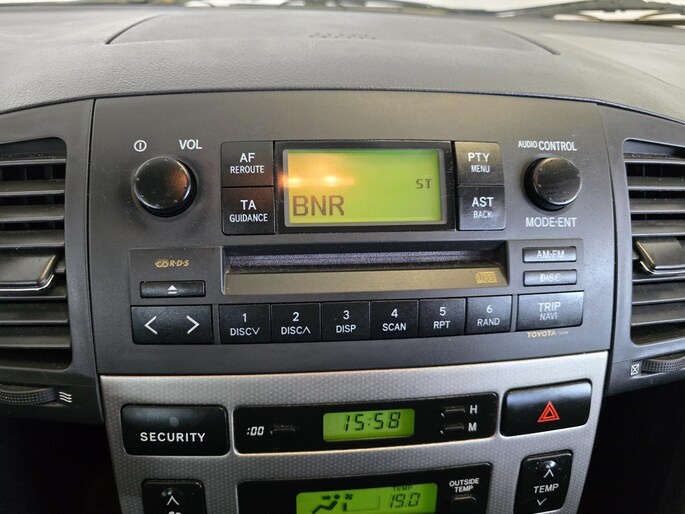 VOL
AF
REROUTE
PTY
MENU
AUDIO CONTROL
ST
BNR
TA
GUIDANCE
AST
BACK
MODE·ENT
R·D·S
AM·FM
DISC
1
DISC∨
2
DISC∧
3
DISP
4
SCAN
5
RPT
6
RAND
TRIP
NAVI
TOYOTA
SECURITY
:00
15:58
H
M
OUTSIDE
TEMP
TEMP
19.0
TEMP